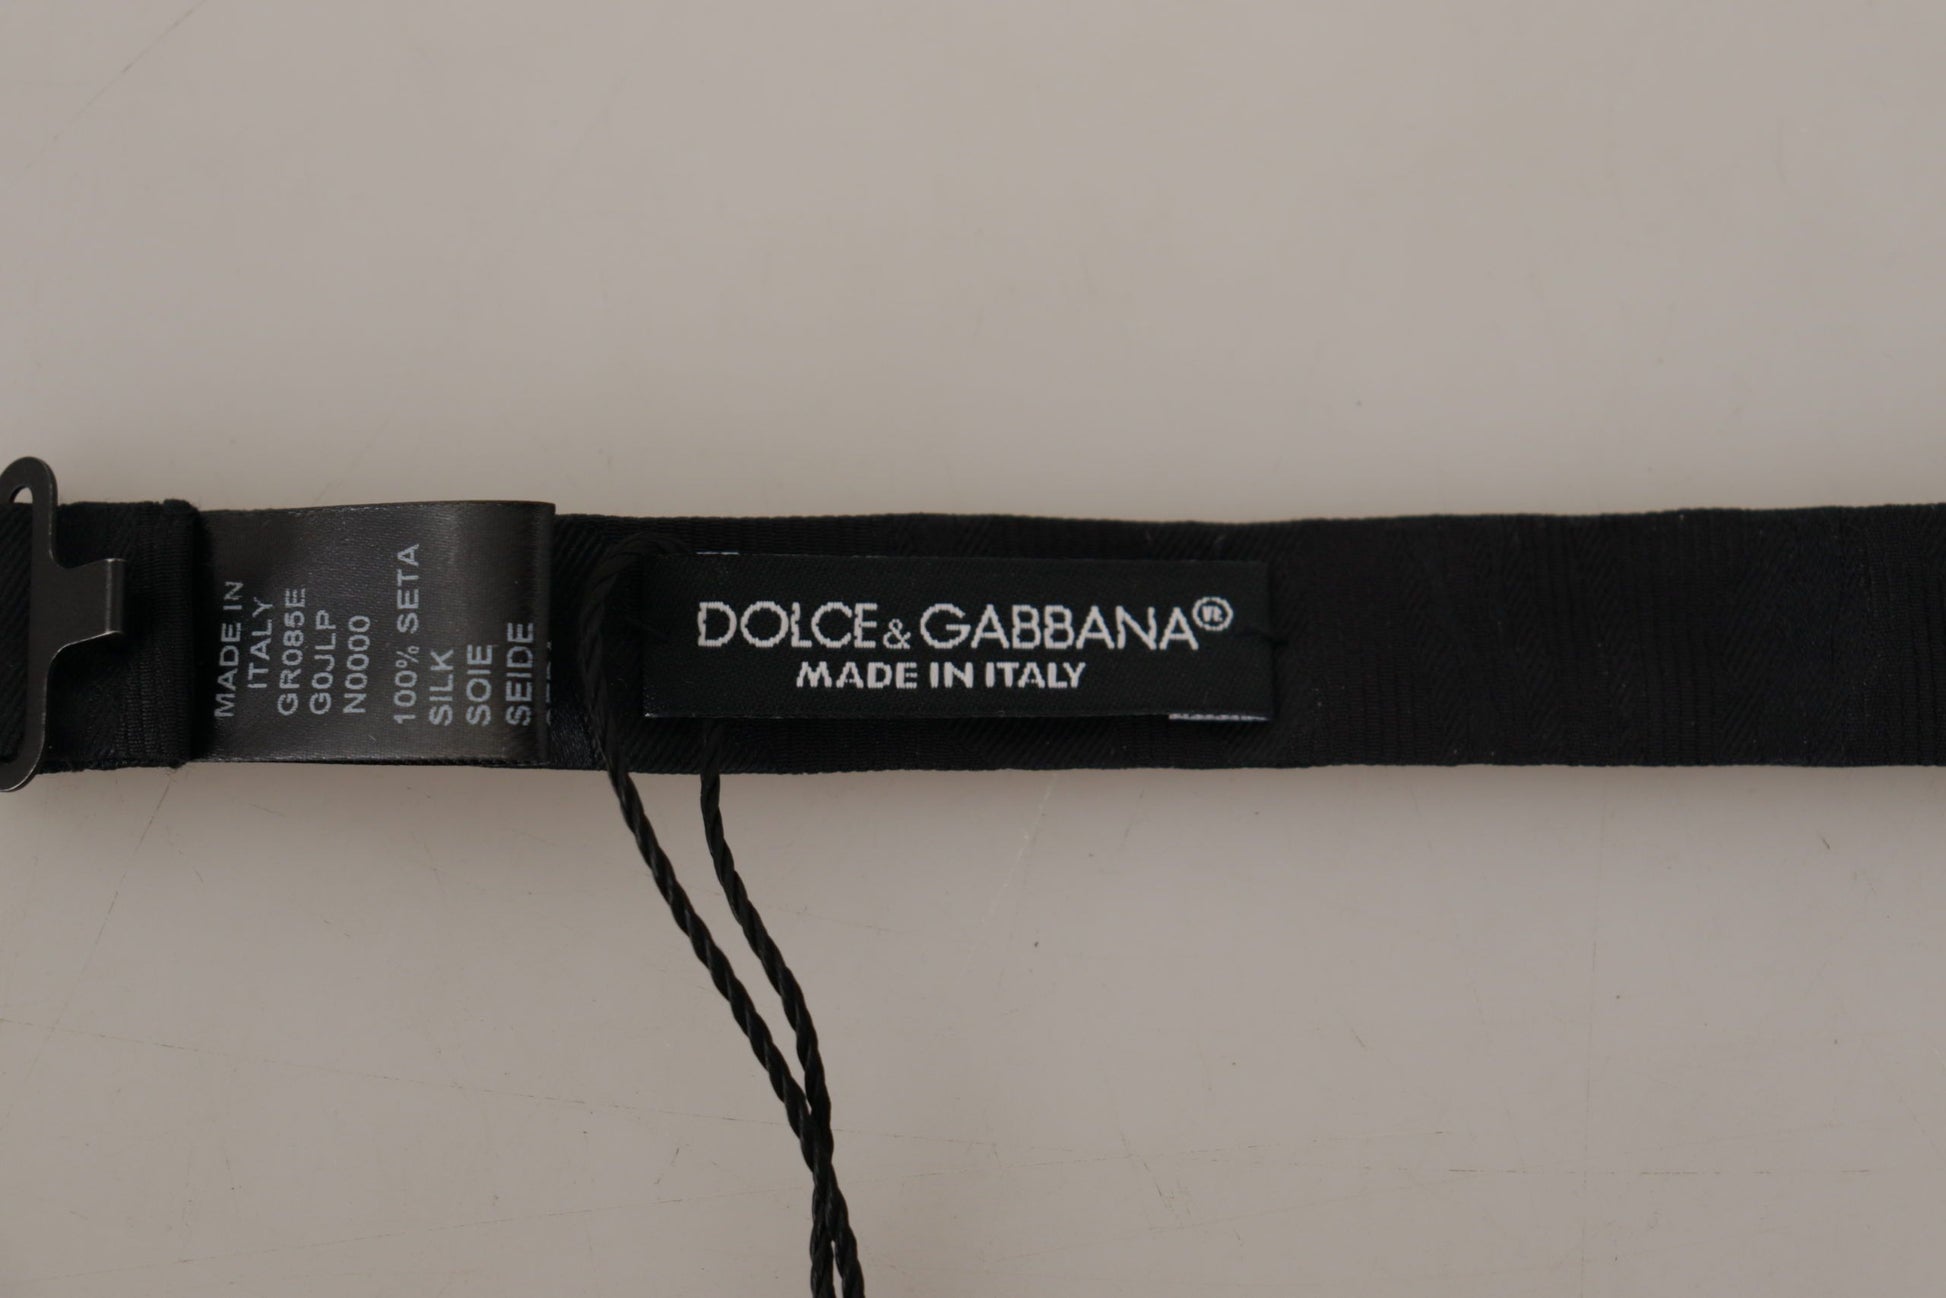 MADE IN
ITALY
GR085E
G0JLP
N0000
100% SETA
SILK
SOIE
SEIDE
DOLCE&GABBANA®
MADE IN ITALY